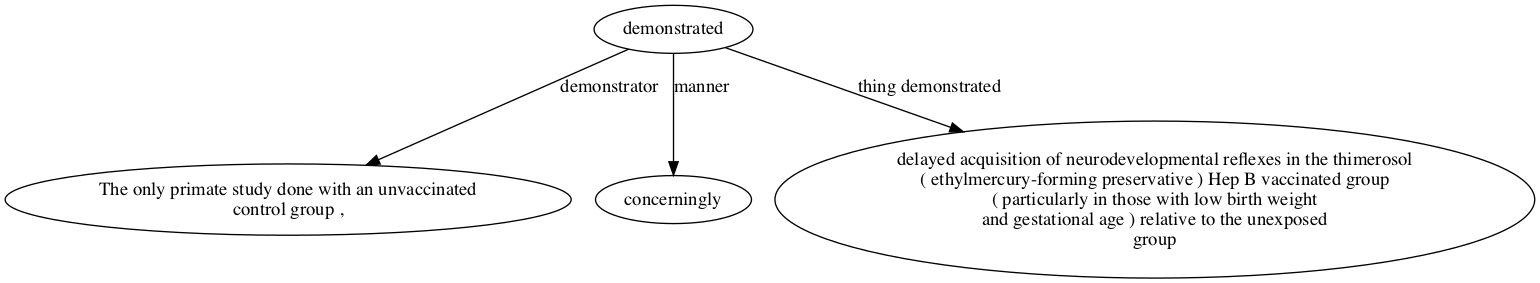 demonstrated
demonstrator
manner
thing demonstrated
The only primate study done with an unvaccinated
control group ,
concerningly
delayed acquisition of neurodevelopmental reflexes in the thimerosol
( ethylmercury-forming preservative ) Hep B vaccinated group
( particularly in those with low birth weight
and gestational age ) relative to the unexposed
group